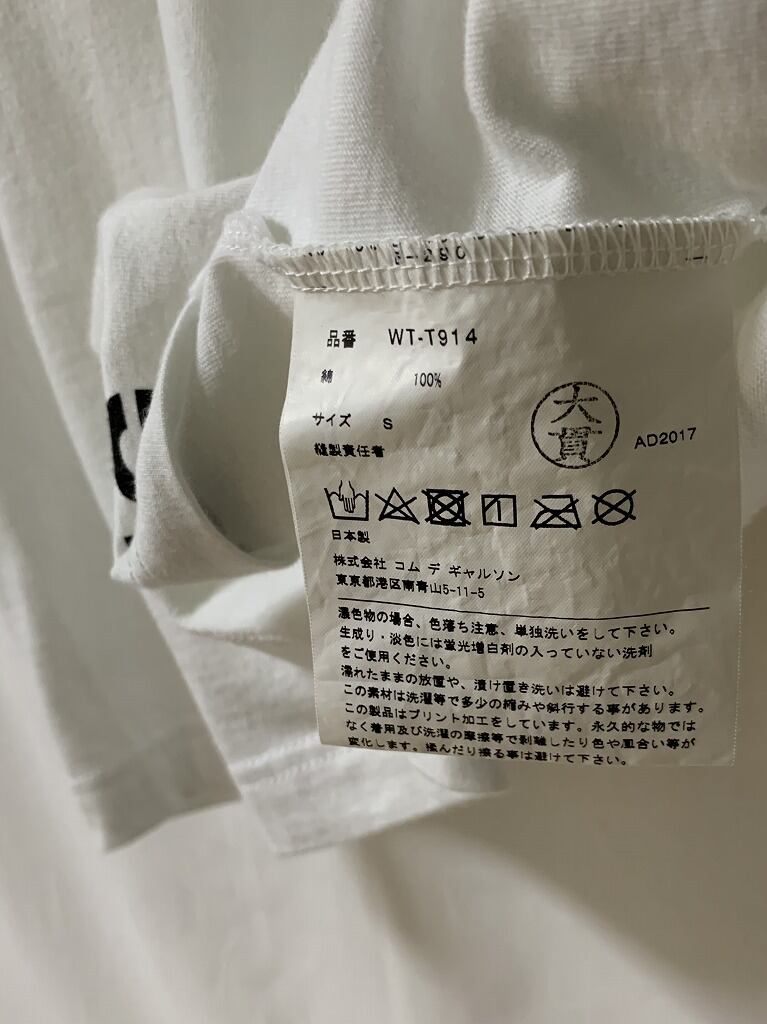 E-290
品番 WT-T914
綿 100%
サイズ S
大貫
AD2017
縫製責任者
日本製
株式会社 コム デ ギャルソン
東京都港区南青山5-11-5
濃色物の場合、色落ち注意、単独洗いをして下さい。
生成り・淡色には蛍光増白剤の入っていない洗剤
をご使用ください。
濡れたままの放置や、漬け置き洗いは避けて下さい。
この素材は洗濯等で多少の縮みや斜行する事があります。
この製品はプリント加工をしています。永久的な物では
なく着用及び洗濯の摩擦等で剥離したり色や風合い等が
変化します。揉んだり擦る事は避けて下さい。